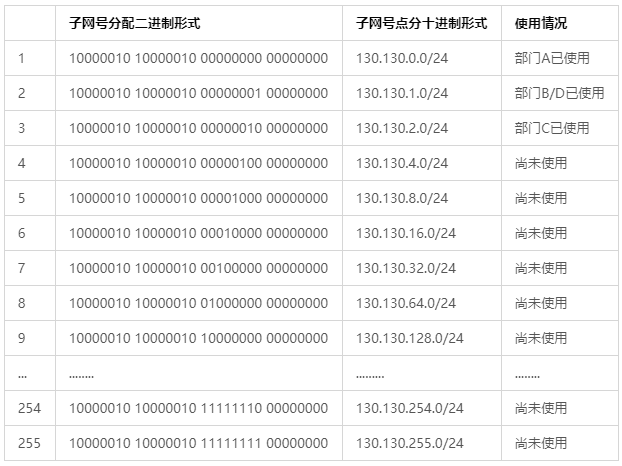 子网号分配二进制形式 子网号点分十进制形式 使用情况
1 10000010 10000010 00000000 00000000 130.130.0.0/24 部门A已使用
2 10000010 10000010 00000001 00000000 130.130.1.0/24 部门B/D已使用
3 10000010 10000010 00000010 00000000 130.130.2.0/24 部门C已使用
4 10000010 10000010 00000100 00000000 130.130.4.0/24 尚未使用
5 10000010 10000010 00001000 00000000 130.130.8.0/24 尚未使用
6 10000010 10000010 00010000 00000000 130.130.16.0/24 尚未使用
7 10000010 10000010 00100000 00000000 130.130.32.0/24 尚未使用
8 10000010 10000010 01000000 00000000 130.130.64.0/24 尚未使用
9 10000010 10000010 10000000 00000000 130.130.128.0/24 尚未使用
... ........ ......... ........
254 10000010 10000010 11111110 00000000 130.130.254.0/24 尚未使用
255 10000010 10000010 11111111 00000000 130.130.255.0/24 尚未使用